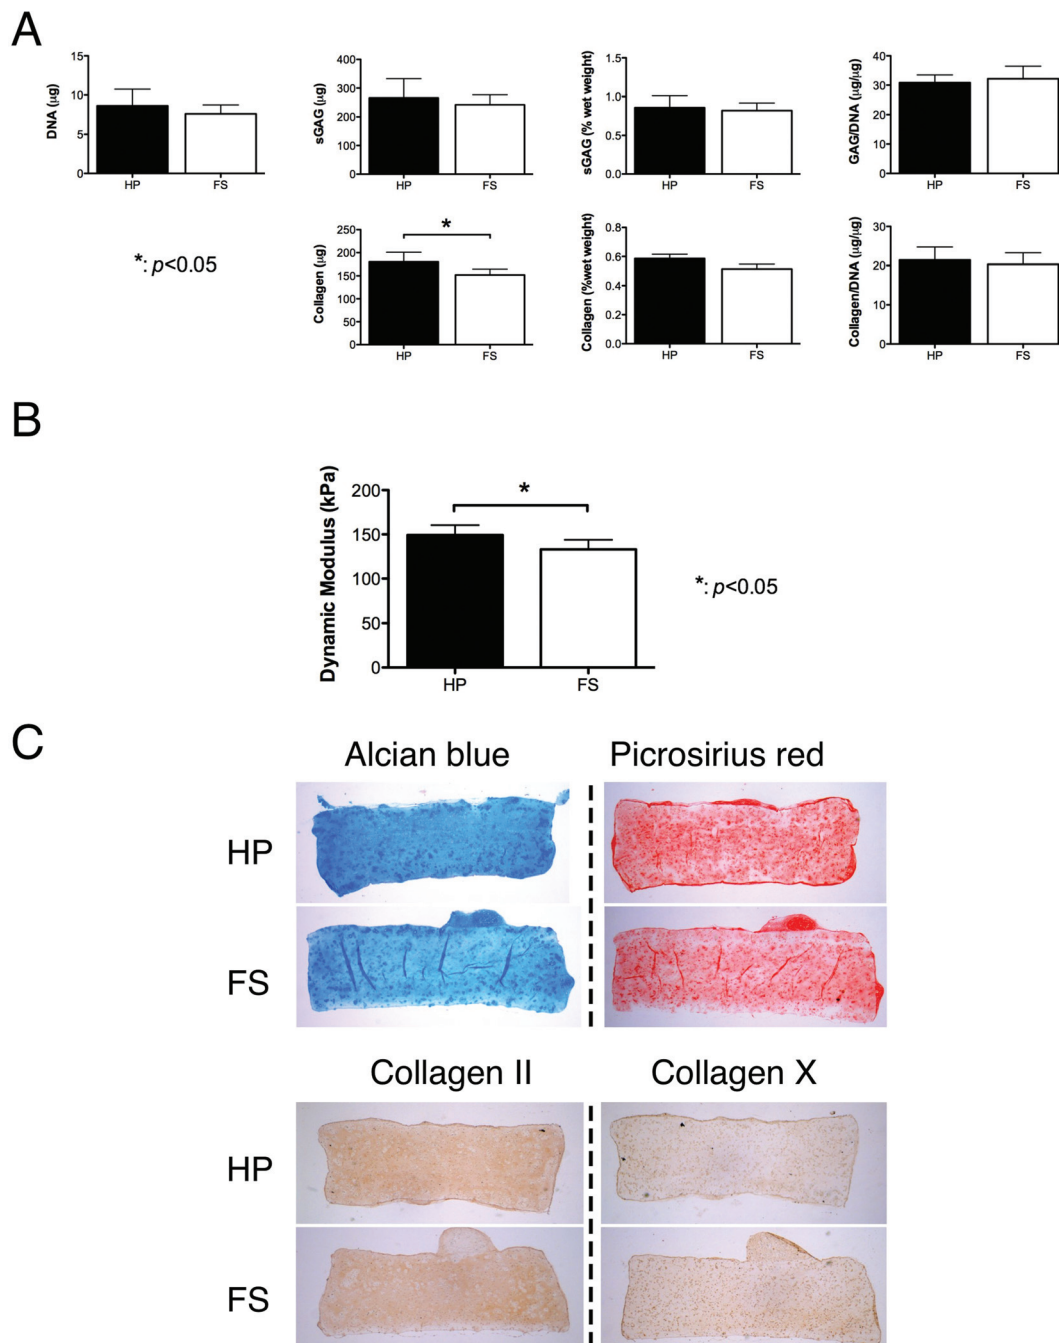 A
DNA (µg)
15
10
5
0
HP
FS
sGAG (µg)
400
300
200
100
0
HP
FS
sGAG (% wet weight)
1.5
1.0
0.5
0.0
HP
FS
GAG/DNA (µg/µg)
40
30
20
10
0
HP
FS
*: p<0.05
Collagen (µg)
250
200
150
100
50
0
*
HP
FS
Collagen (%wet weight)
0.8
0.6
0.4
0.2
0.0
HP
FS
Collagen/DNA (µg/µg)
30
20
10
0
HP
FS
B
Dynamic Modulus (kPa)
200
150
100
50
0
*
HP
FS
*: p<0.05
C
Alcian blue
Picrosirius red
HP
FS
Collagen II
Collagen X
HP
FS